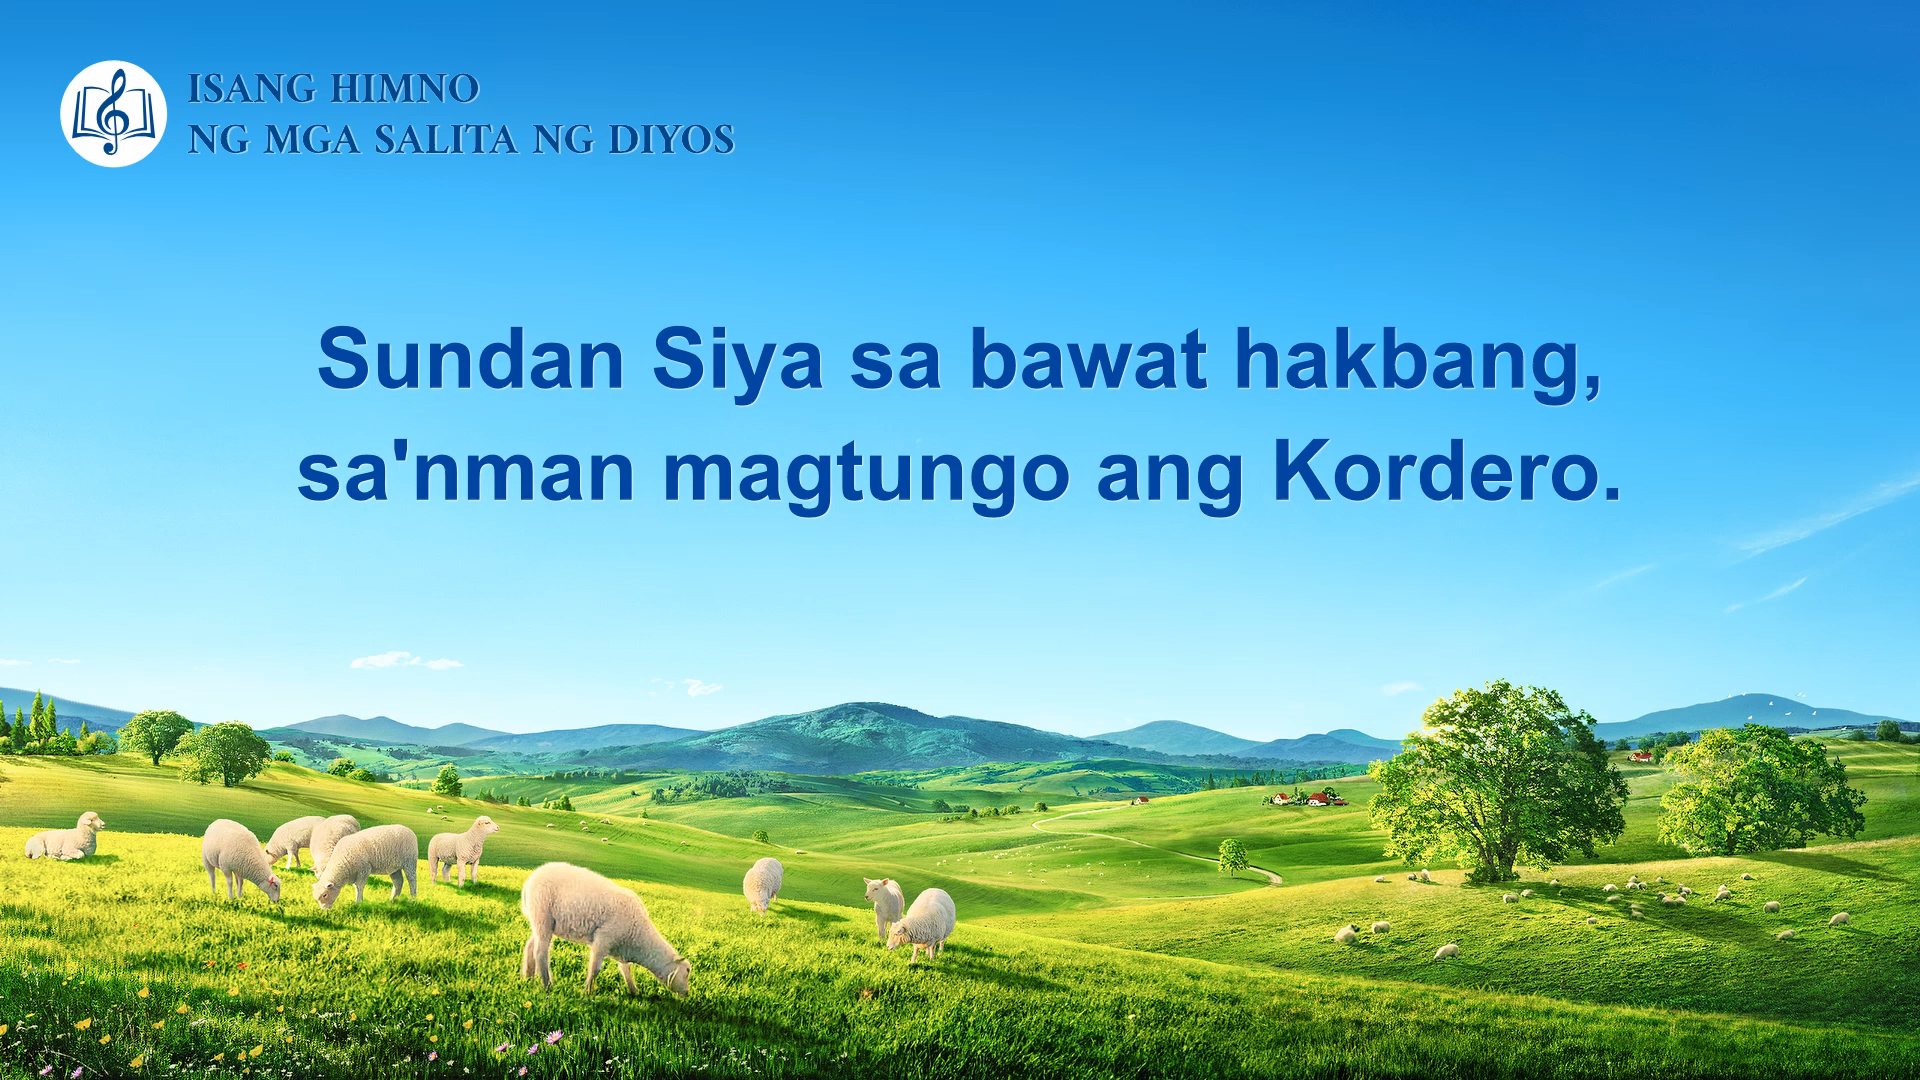 ISANG HIMNO
NG MGA SALITA NG DIYOS
Sundan Siya sa bawat hakbang,
sa'nman magtungo ang Kordero.